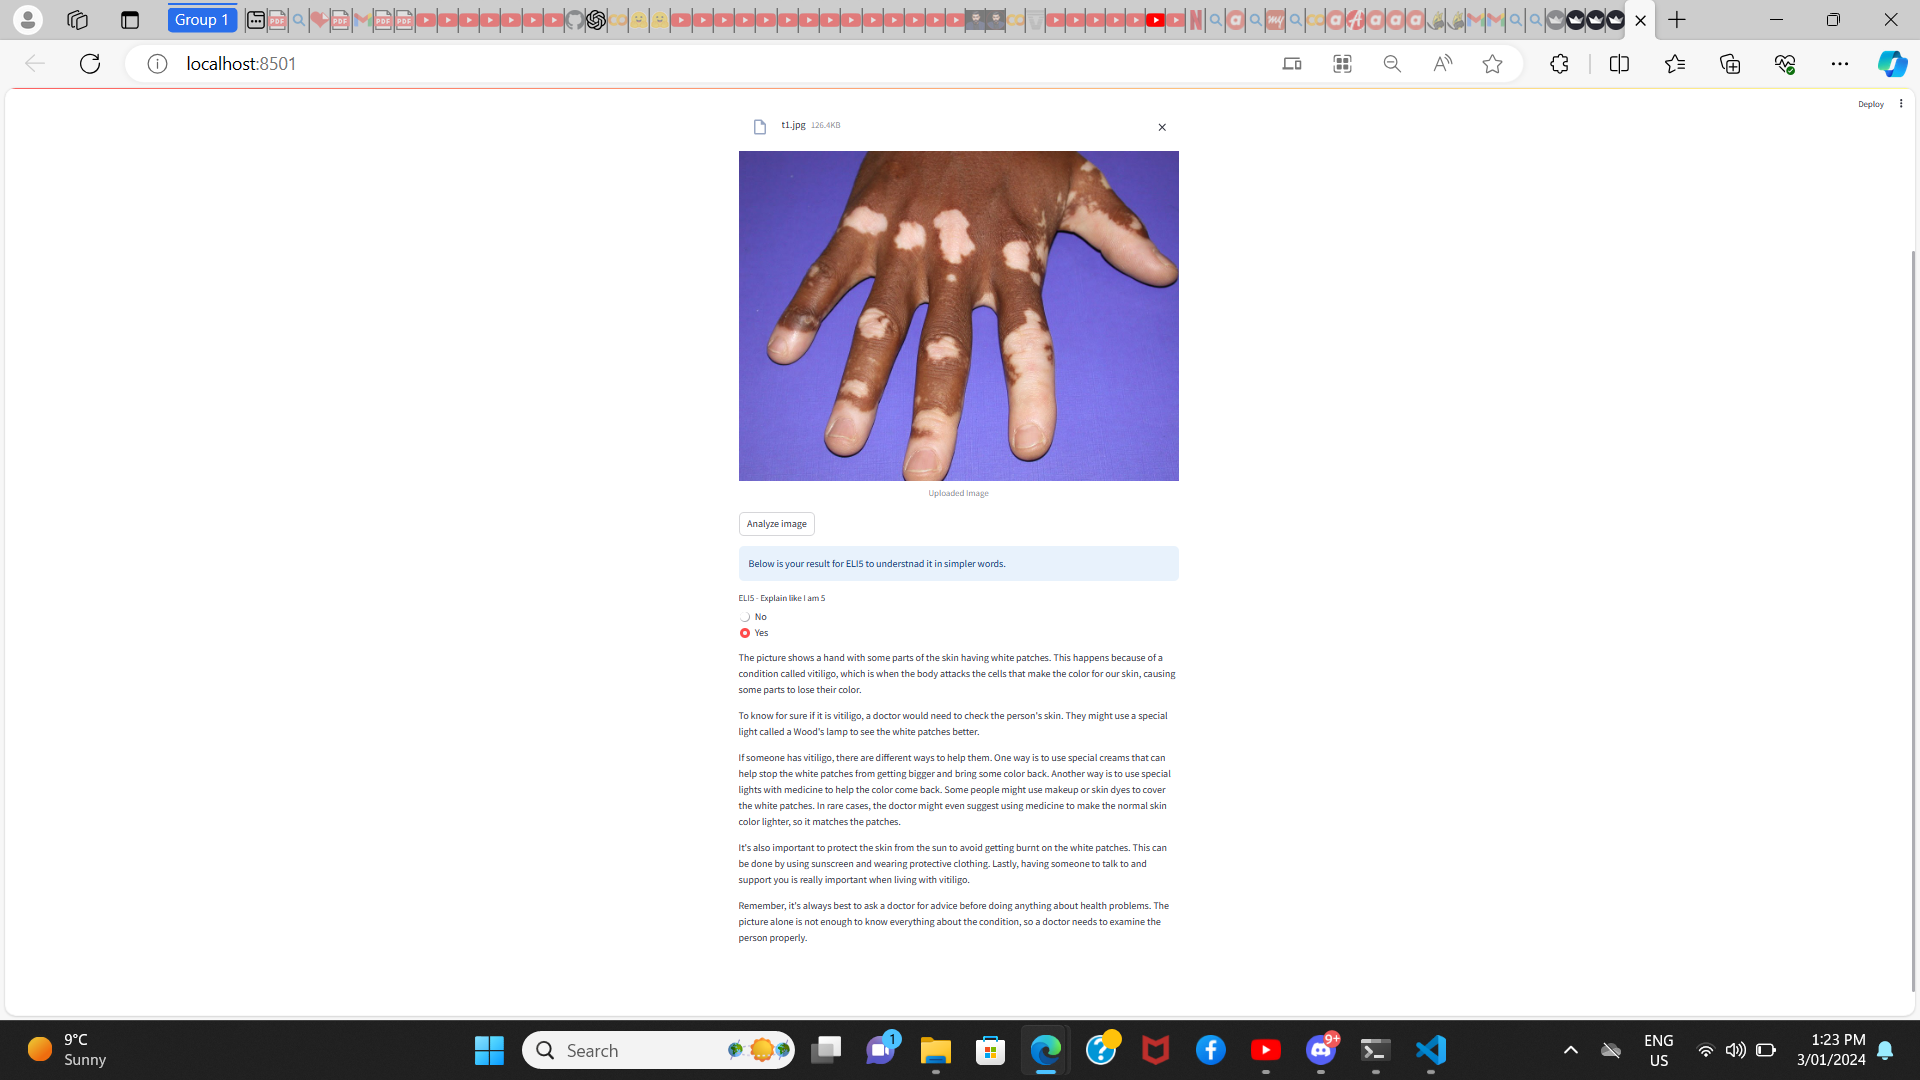 Group 1
localhost:8501
Deploy
t1.jpg 126.4KB
Uploaded Image
Analyze image
Below is your result for ELI5 to understnad it in simpler words.
ELI5 - Explain like I am 5
No
Yes
The picture shows a hand with some parts of the skin having white patches. This happens because of a
condition called vitiligo, which is when the body attacks the cells that make the color for our skin, causing
some parts to lose their color.
To know for sure if it is vitiligo, a doctor would need to check the person's skin. They might use a special
light called a Wood's lamp to see the white patches better.
If someone has vitiligo, there are different ways to help them. One way is to use special creams that can
help stop the white patches from getting bigger and bring some color back. Another way is to use special
lights with medicine to help the color come back. Some people might use makeup or skin dyes to cover
the white patches. In rare cases, the doctor might even suggest using medicine to make the normal skin
color lighter, so it matches the patches.
It's also important to protect the skin from the sun to avoid getting burnt on the white patches. This can
be done by using sunscreen and wearing protective clothing. Lastly, having someone to talk to and
support you is really important when living with vitiligo.
Remember, it's always best to ask a doctor for advice before doing anything about health problems. The
picture alone is not enough to know everything about the condition, so a doctor needs to examine the
person properly.
9°C
Sunny
Search
1
9+
ENG
US
1:23 PM
3/01/2024